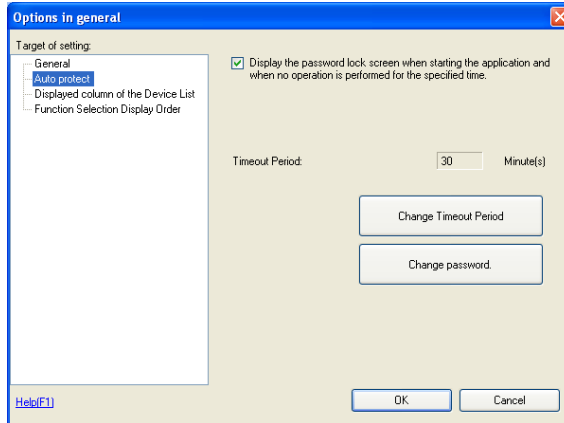 Options in general
Target of setting:
General
Auto protect
Displayed column of the Device List
Function Selection Display Order
Display the password lock screen when starting the application and
when no operation is performed for the specified time.
Timeout Period:
30
Minute(s)
Change Timeout Period
Change password.
Help(F1)
OK
Cancel